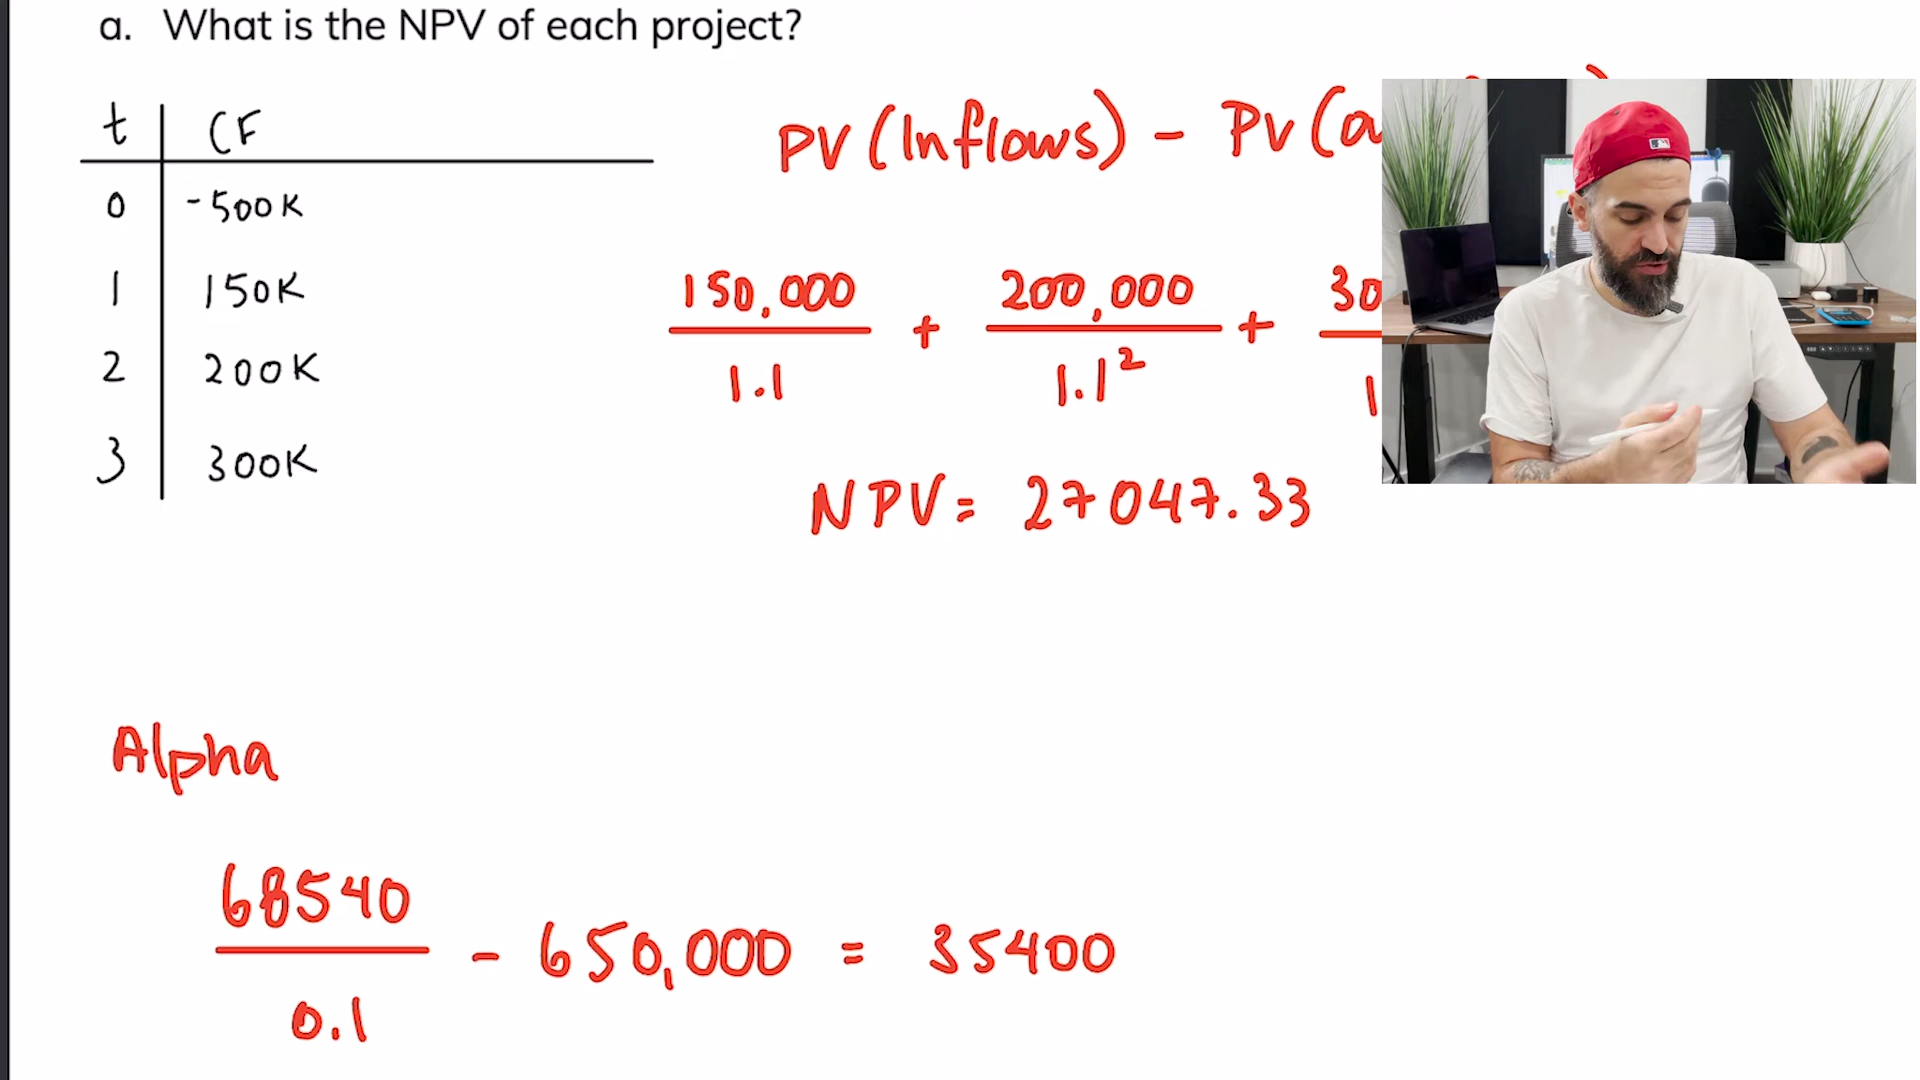 a. What is the NPV of each project?
t CF
0 -500K
1 150K
2 200K
3 300K
PV (Inflows) - PV (
150,000 + 200,000 + 30
1.1 1.1² 1
NPV = 27047.33
Alpha
68540 - 650,000 = 35400
0.1